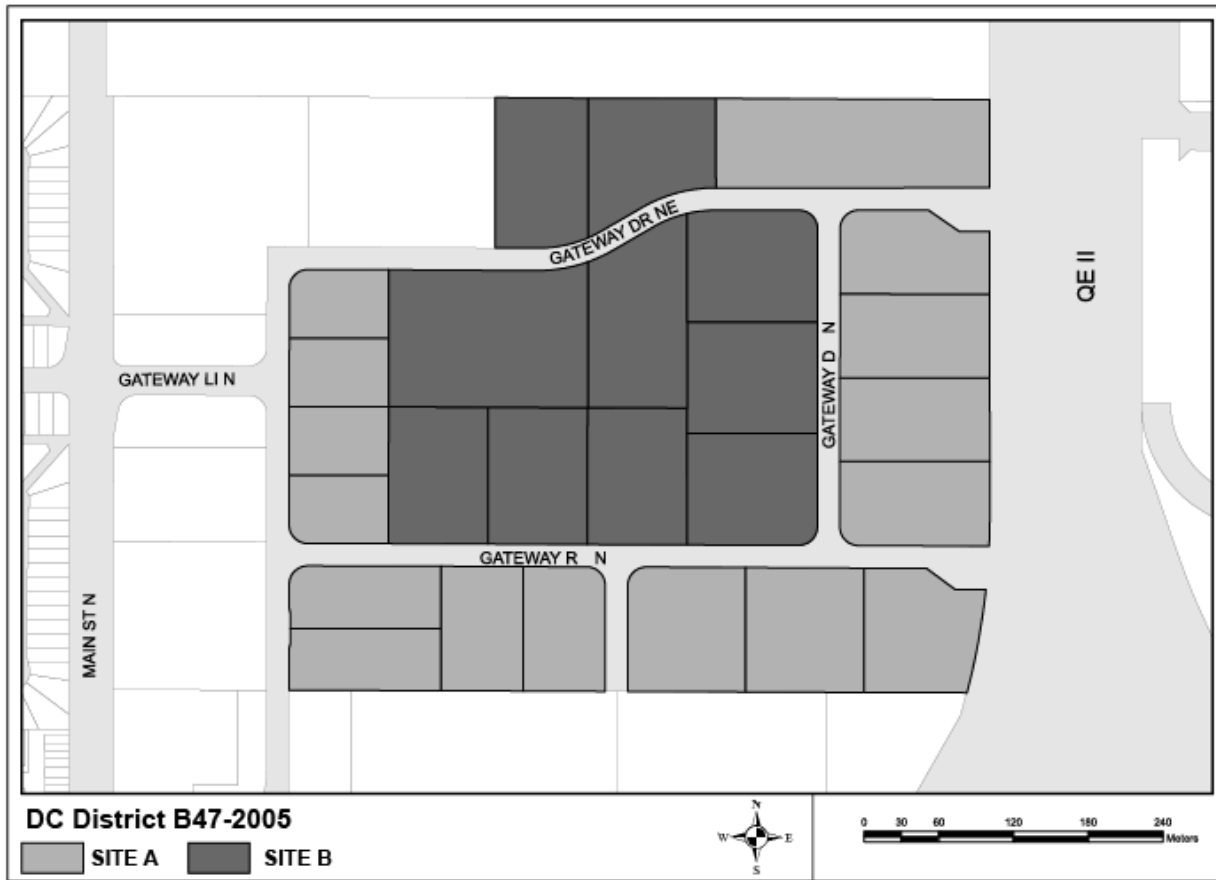 GATEWAY DR NE
QE II
GATEWAY D N
GATEWAY LI N
GATEWAY R N
MAIN ST N
DC District B47-2005
SITE A
SITE B
N
W E
S
0 30 60 120 180 240
Meters